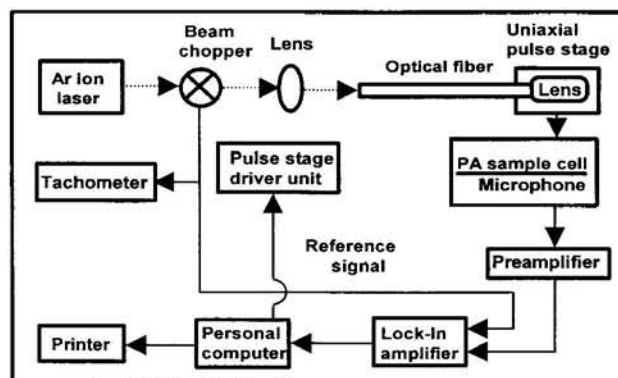 Uniaxial
pulse stage
Beam
chopper
Lens
Optical fiber
Ar ion
laser
Lens
Pulse stage
driver unit
PA sample cell
Microphone
Tachometer
Reference
signal
Preamplifier
Printer
Personal
computer
Lock-In
amplifier